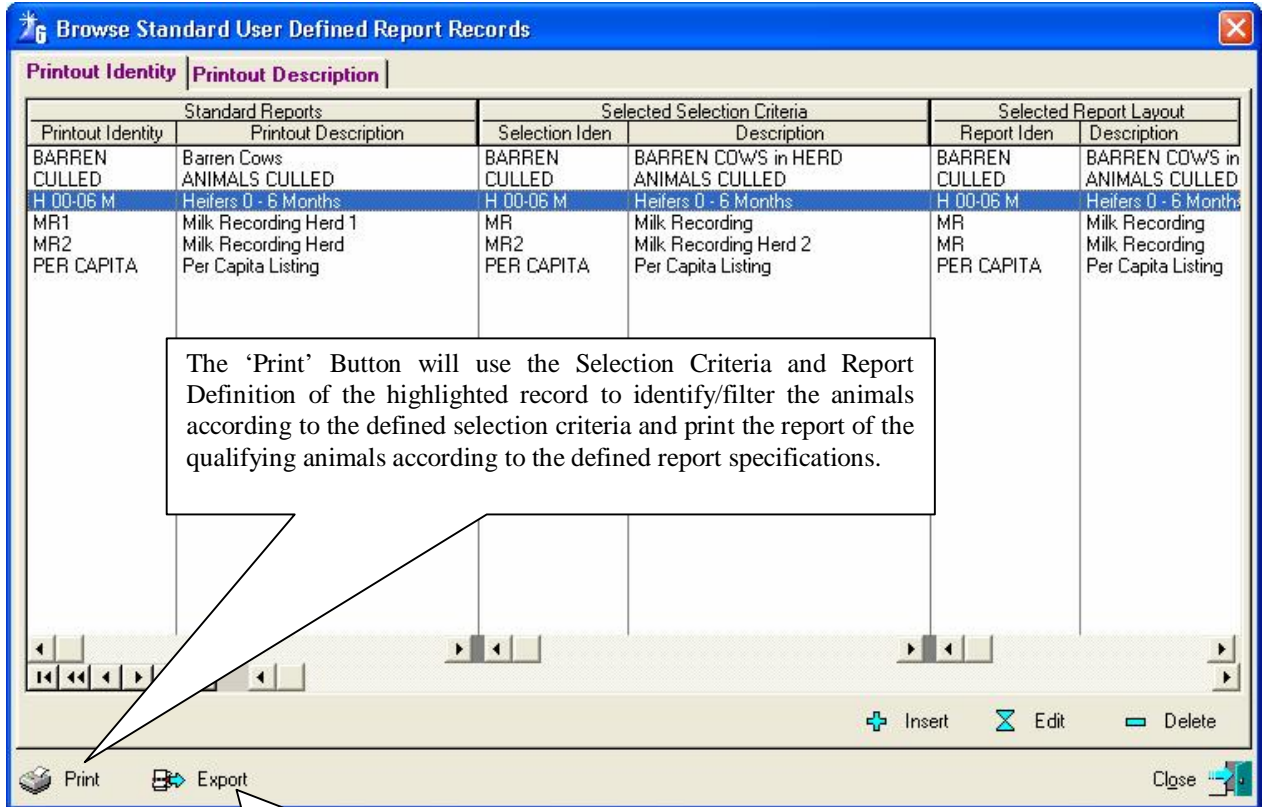 Browse Standard User Defined Report Records
Printout Identity Printout Description
Standard Reports Selected Selection Criteria Selected Report Layout
Printout Identity Printout Description Selection Iden Description Report Iden Description
BARREN Barren Cows BARREN BARREN COWS in HERD BARREN BARREN COWS in
CULLED ANIMALS CULLED CULLED ANIMALS CULLED CULLED ANIMALS CULLED
H 00-06 M Heifers 0 - 6 Months H 00-06 M Heifers 0 - 6 Months H 00-06 M Heifers 0 - 6 Months
MR1 Milk Recording Herd 1 MR Milk Recording MR Milk Recording
MR2 Milk Recording Herd MR2 Milk Recording Herd 2 MR Milk Recording
PER CAPITA Per Capita Listing PER CAPITA Per Capita Listing PER CAPITA Per Capita Listing
The ‘Print’ Button will use the Selection Criteria and Report
Definition of the highlighted record to identify/filter the animals
according to the defined selection criteria and print the report of the
qualifying animals according to the defined report specifications.
Insert Edit Delete
Print Export Close